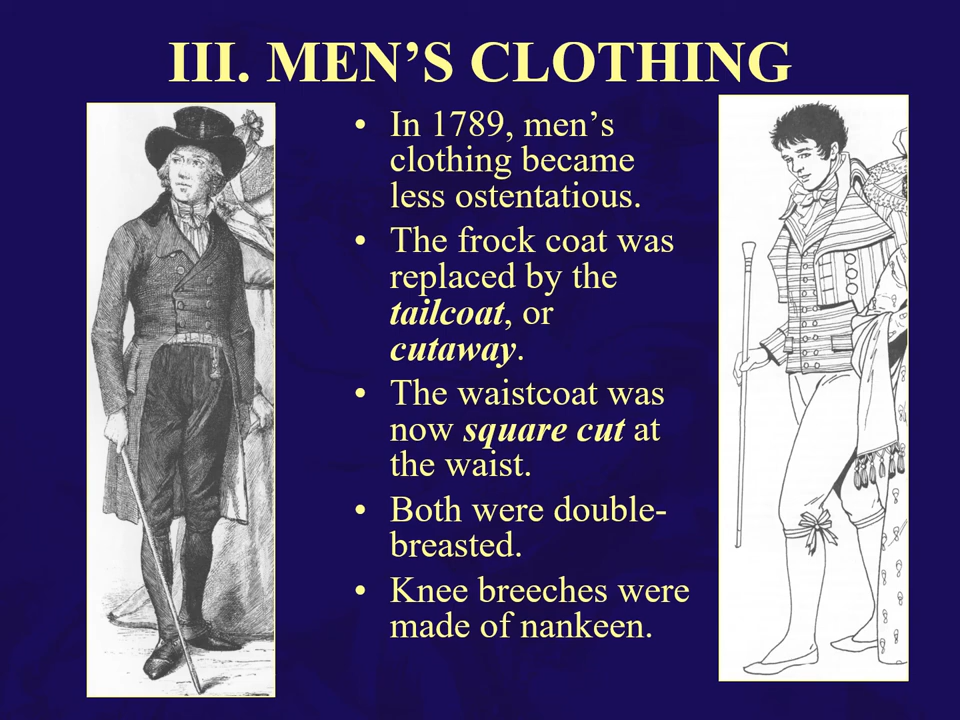 III. MEN’S CLOTHING
• In 1789, men’s
clothing became
less ostentatious.
• The frock coat was
replaced by the
tailcoat, or
cutaway.
• The waistcoat was
now square cut at
the waist.
• Both were double-
breasted.
• Knee breeches were
made of nankeen.